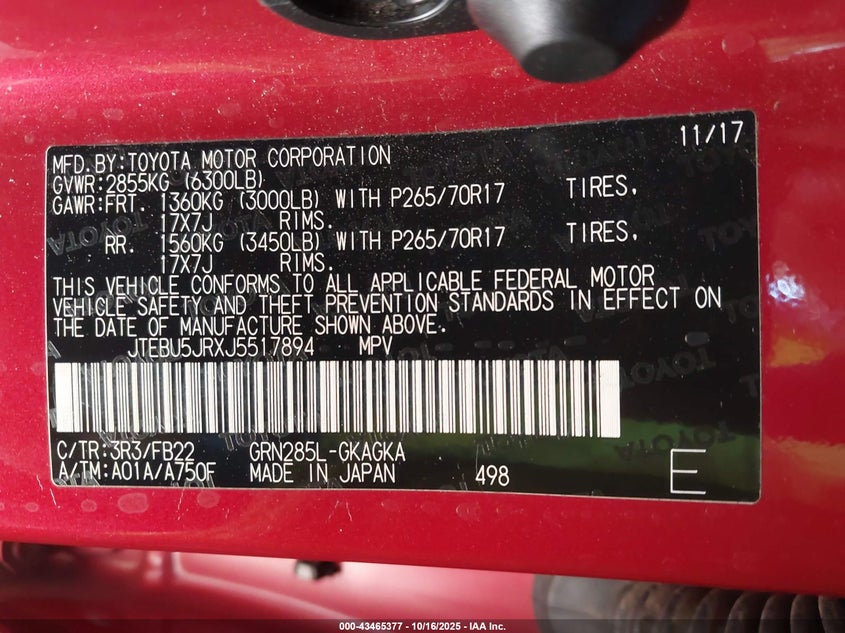 11/17
MFD.BY:TOYOTA MOTOR CORPORATION
GVWR:2855KG (6300LB)
GAWR:FRT. 1360KG (3000LB) WITH P265/70R17 TIRES,
17X7J RIMS.
RR. 1560KG (3450LB) WITH P265/70R17 TIRES,
17X7J RIMS.
THIS VEHICLE CONFORMS TO ALL APPLICABLE FEDERAL MOTOR
VEHICLE SAFETY AND THEFT PREVENTION STANDARDS IN EFFECT ON
THE DATE OF MANUFACTURE SHOWN ABOVE.
JTEBU5JRXJ5517894 MPV
C/TR:3R3/FB22 GRN285L-GKAGKA
A/TM:A01A/A750F MADE IN JAPAN 498 E
000-43465377 - 10/16/2025 - IAA Inc.